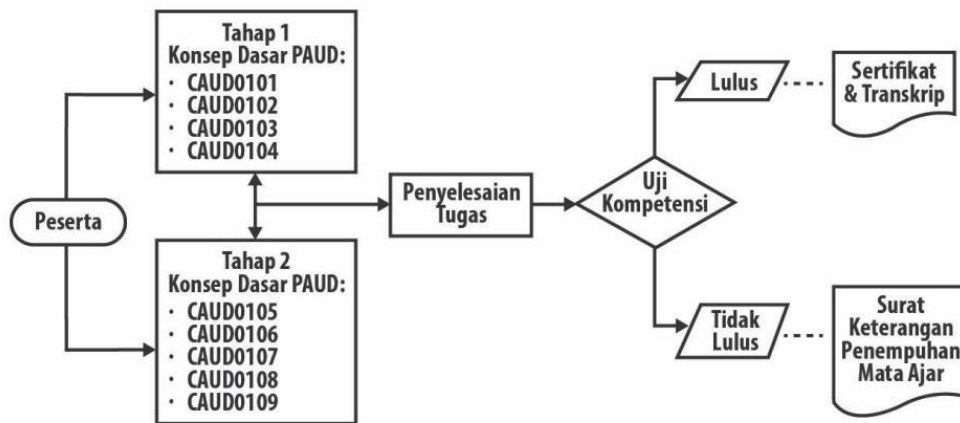 Peserta
Tahap 1
Konsep Dasar PAUD:
· CAUD0101
· CAUD0102
· CAUD0103
· CAUD0104
Tahap 2
Konsep Dasar PAUD:
· CAUD0105
· CAUD0106
· CAUD0107
· CAUD0108
· CAUD0109
Penyelesaian
Tugas
Uji
Kompetensi
Lulus
Sertifikat
& Transkrip
Tidak
Lulus
Surat
Keterangan
Penempuhan
Mata Ajar